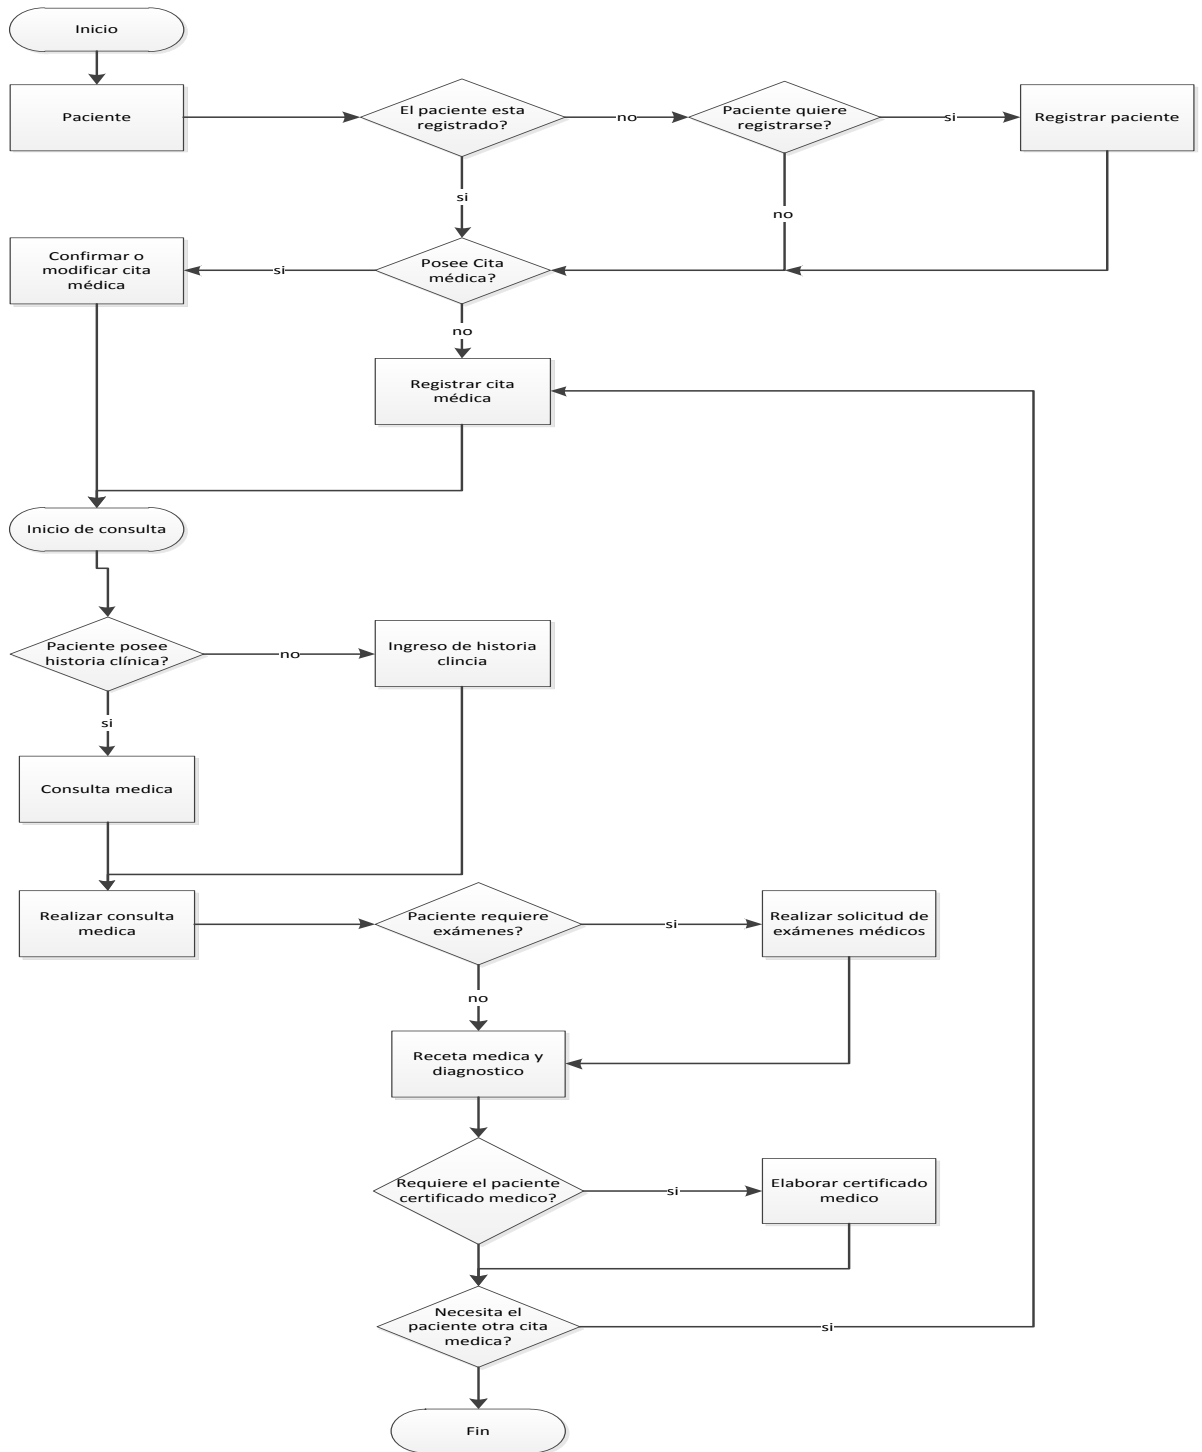 Inicio
Paciente
El paciente esta
registrado?
no
Paciente quiere
registrarse?
si
Registrar paciente
si
no
Confirmar o
modificar cita
médica
si
Posee Cita
médica?
no
Registrar cita
médica
Inicio de consulta
Paciente posee
historia clínica?
no
Ingreso de historia
clincia
si
Consulta medica
Realizar consulta
medica
Paciente requiere
exámenes?
si
Realizar solicitud de
exámenes médicos
no
Receta medica y
diagnostico
Requiere el paciente
certificado medico?
si
Elaborar certificado
medico
Necesita el
paciente otra cita
medica?
si
Fin